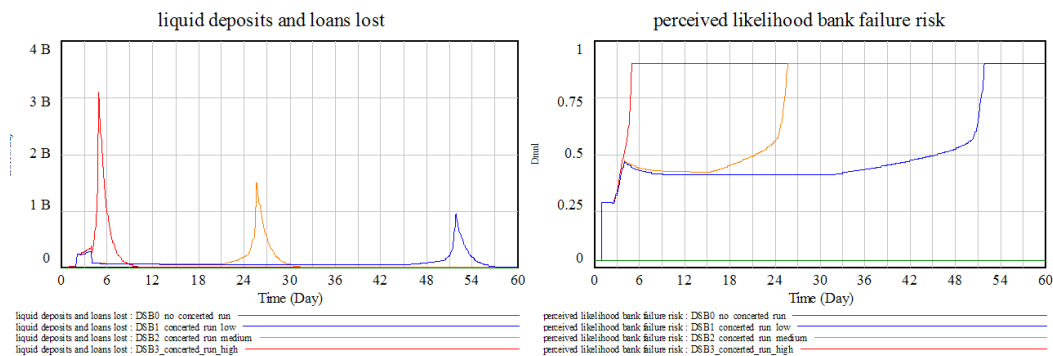 liquid deposits and loans lost
4 B
3 B
2 B
1 B
0
0 6 12 18 24 30 36 42 48 54 60
Time (Day)
liquid deposits and loans lost : DSB0 no concerted run
liquid deposits and loans lost : DSB1 concerted run low
liquid deposits and loans lost : DSB2 concerted run medium
liquid deposits and loans lost : DSB3_concerted_run_high
perceived likelihood bank failure risk
1
0.75
0.5
0.25
0
Dmnl
0 6 12 18 24 30 36 42 48 54 60
Time (Day)
perceived likelihood bank failure risk : DSB0 no concerted run
perceived likelihood bank failure risk : DSB1 concerted run low
perceived likelihood bank failure risk : DSB2 concerted run medium
perceived likelihood bank failure risk : DSB3_concerted_run_high